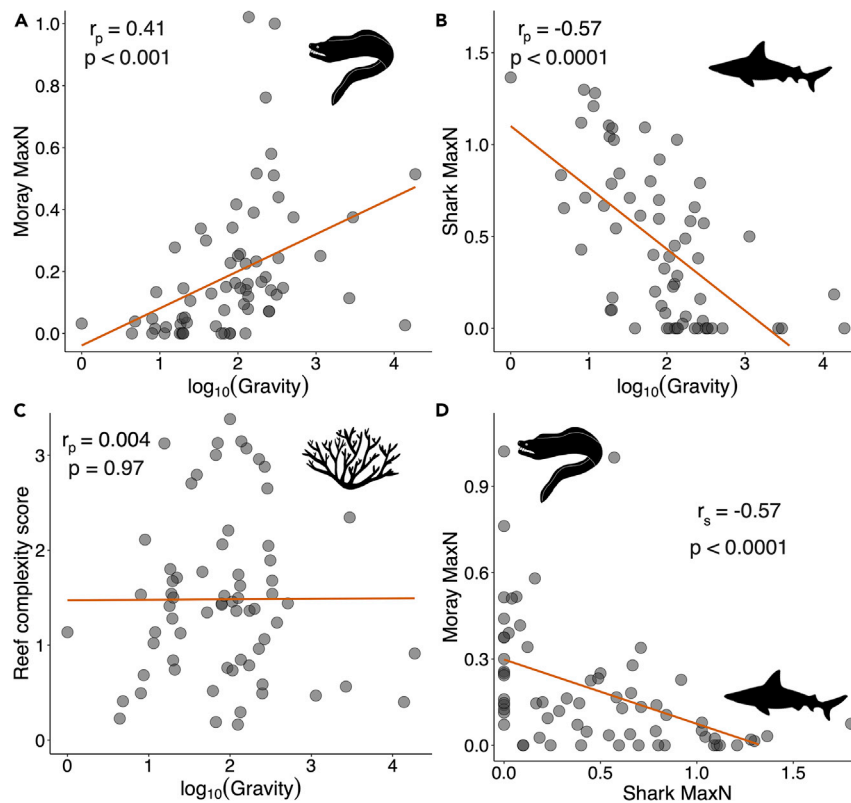 A
r_p = 0.41
p < 0.001
1.0
0.8
0.6
0.4
0.2
0.0
Moray MaxN
0
1
2
3
4
log₁₀(Gravity)
B
r_p = -0.57
p < 0.0001
1.5
1.0
0.5
0.0
Shark MaxN
0
1
2
3
4
log₁₀(Gravity)
C
r_p = 0.004
p = 0.97
3
2
1
0
Reef complexity score
0
1
2
3
4
log₁₀(Gravity)
D
r_s = -0.57
p < 0.0001
0.9
0.6
0.3
0.0
Moray MaxN
0.0
0.5
1.0
1.5
Shark MaxN